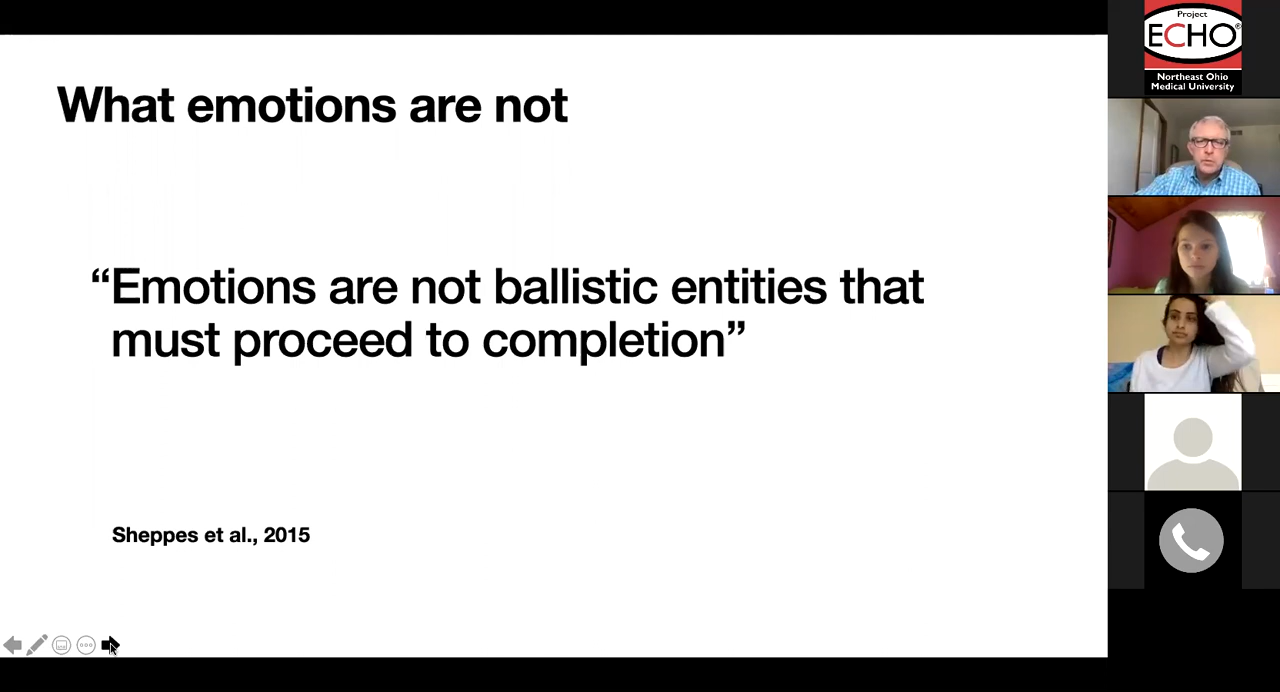 What emotions are not
“Emotions are not ballistic entities that
must proceed to completion”
Sheppes et al., 2015
Project
ECHO®
Northeast Ohio
Medical University